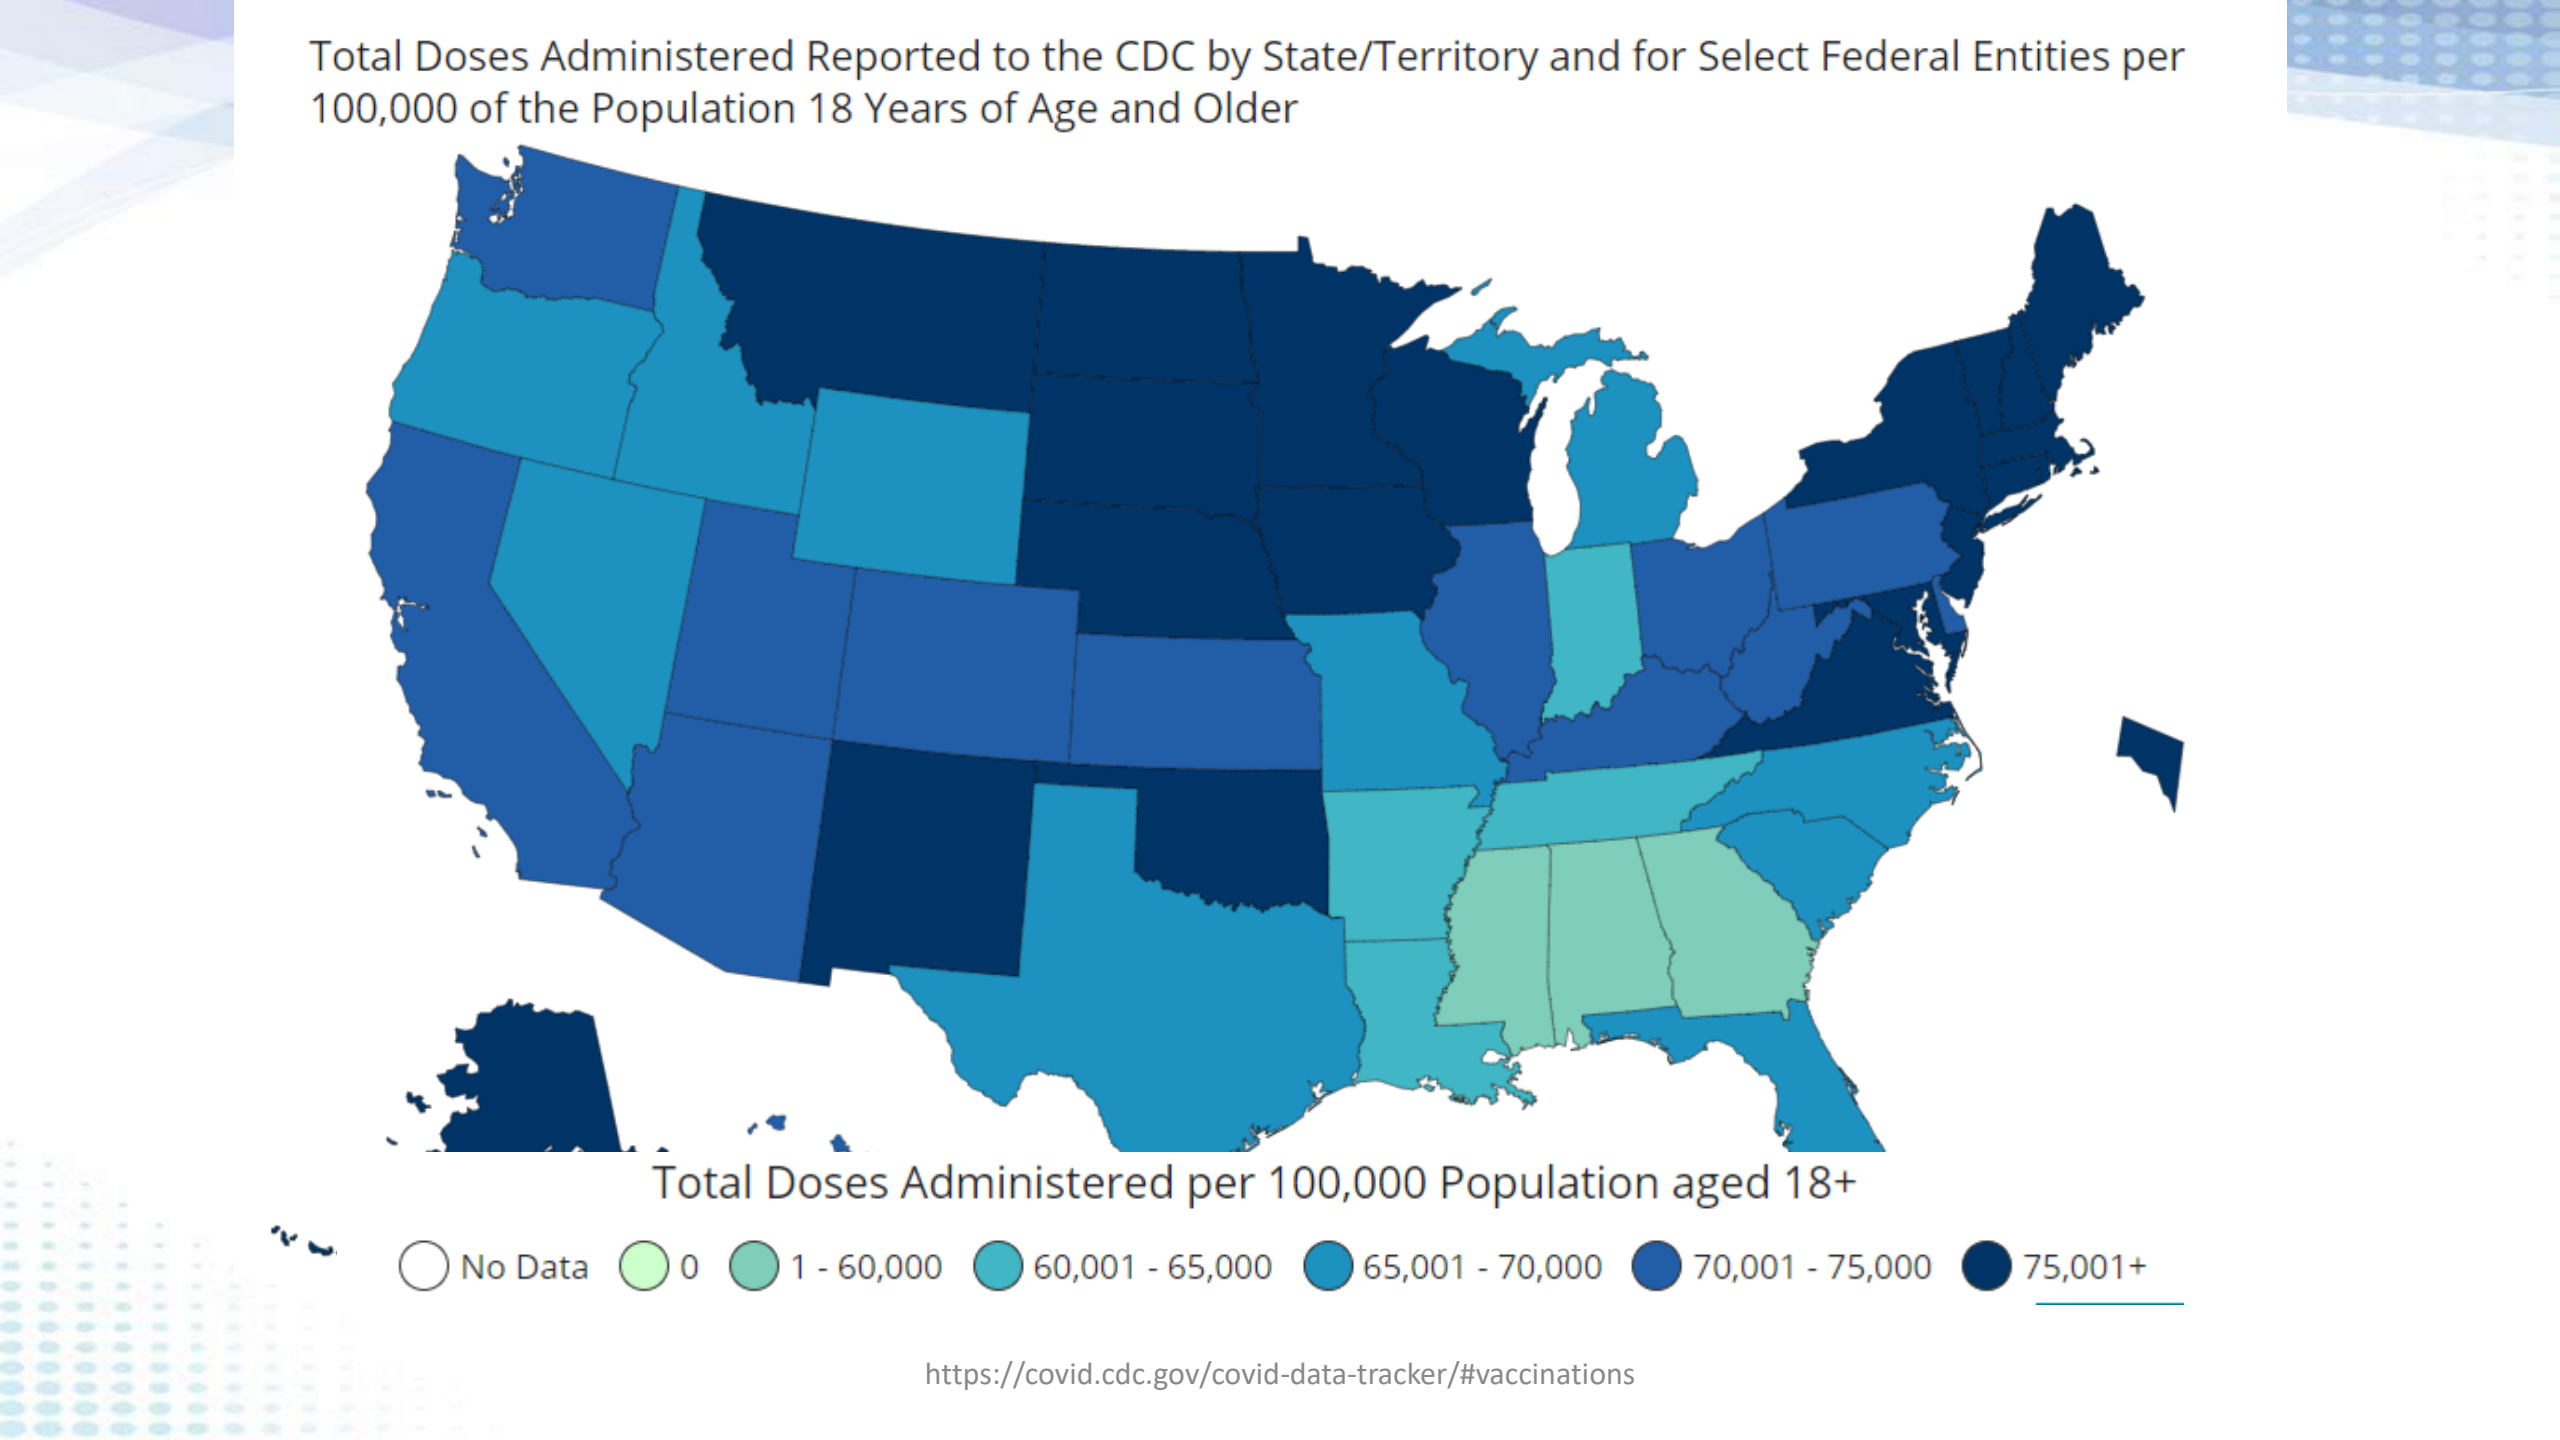 Total Doses Administered Reported to the CDC by State/Territory and for Select Federal Entities per
100,000 of the Population 18 Years of Age and Older
Total Doses Administered per 100,000 Population aged 18+
No Data 0 1 - 60,000 60,001 - 65,000 65,001 - 70,000 70,001 - 75,000 75,001+
https://covid.cdc.gov/covid-data-tracker/#vaccinations